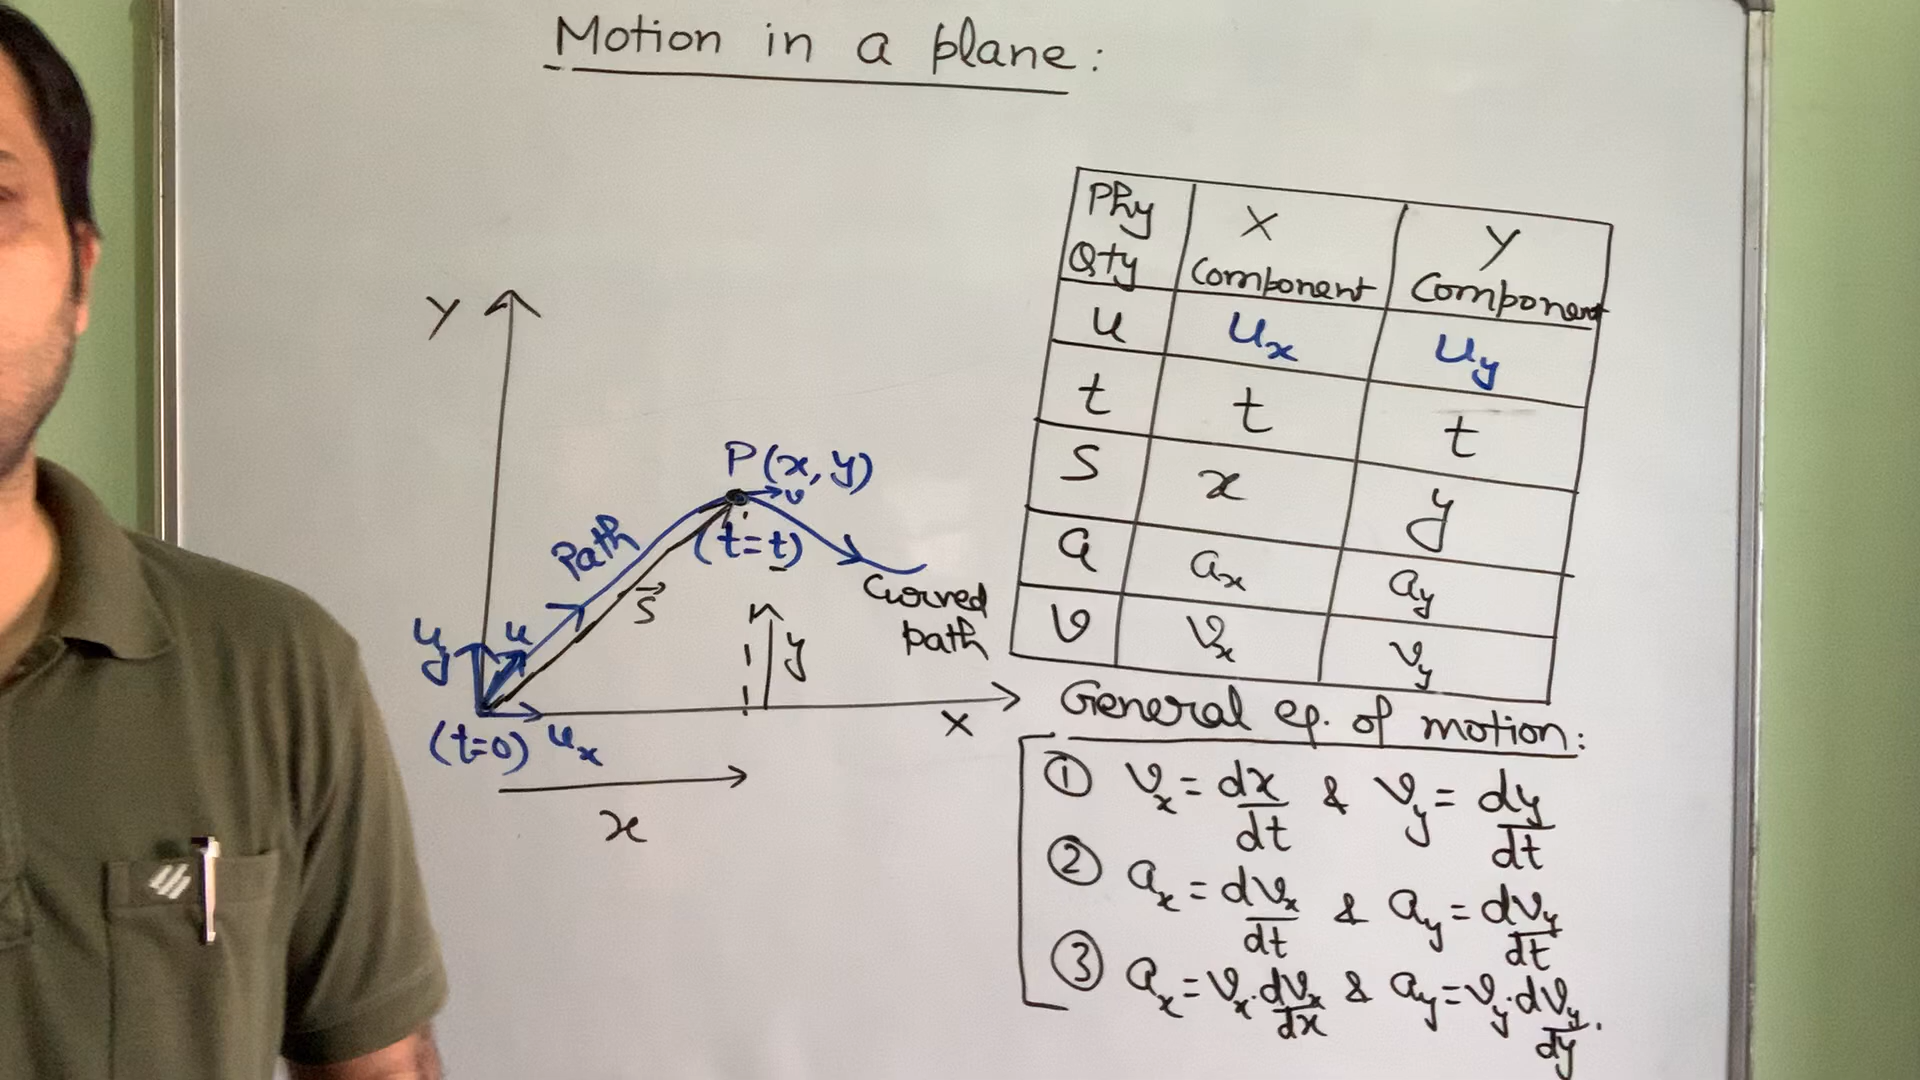 Motion in a plane:
Y
P(x, y)
v
Path
(t=t)
S
Curved
path
u
uy
y
(t=0)
ux
X
x
Phy Qty X Component Y Component
u ux uy
t t t
S x y
a ax ay
v vx vy
General eq. of motion:
① vx = dx/dt & vy = dy/dt
② ax = dvx/dt & ay = dvy/dt
③ ax = vx.dvx/dx & ay = vy.dvy/dy.